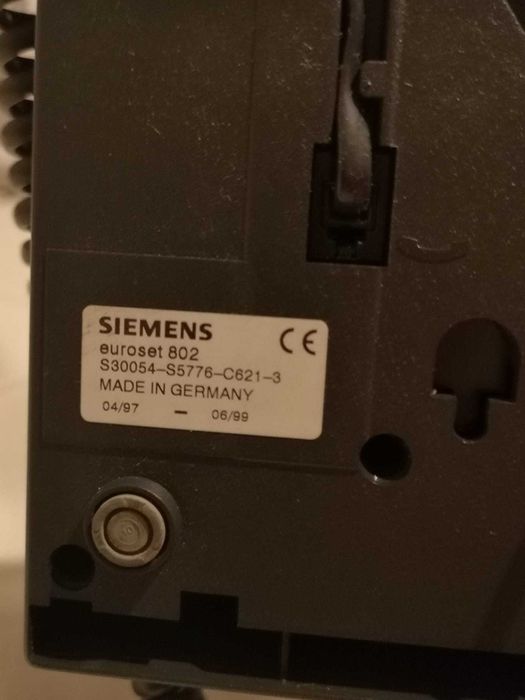 SIEMENS CE
euroset 802
S30054-S5776-C621-3
MADE IN GERMANY
04/97 - 06/99